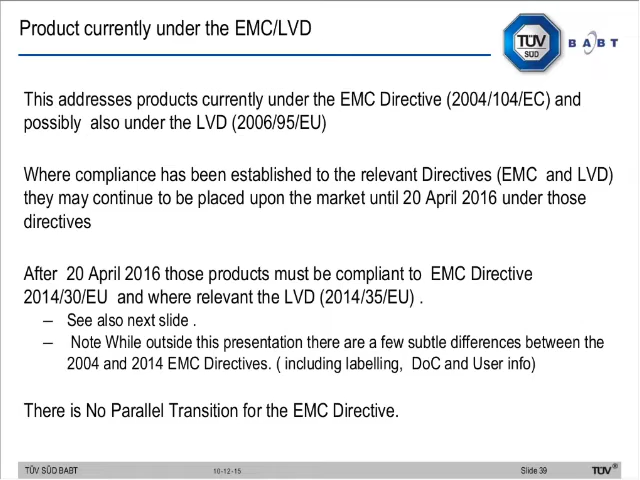 Product currently under the EMC/LVD
TÜV
SÜD
BABT
This addresses products currently under the EMC Directive (2004/104/EC) and
possibly also under the LVD (2006/95/EU)
Where compliance has been established to the relevant Directives (EMC and LVD)
they may continue to be placed upon the market until 20 April 2016 under those
directives
After 20 April 2016 those products must be compliant to EMC Directive
2014/30/EU and where relevant the LVD (2014/35/EU) .
– See also next slide .
– Note While outside this presentation there are a few subtle differences between the
2004 and 2014 EMC Directives. ( including labelling, DoC and User info)
There is No Parallel Transition for the EMC Directive.
TÜV SÜD BABT 10-12-15 Slide 39 TÜV®